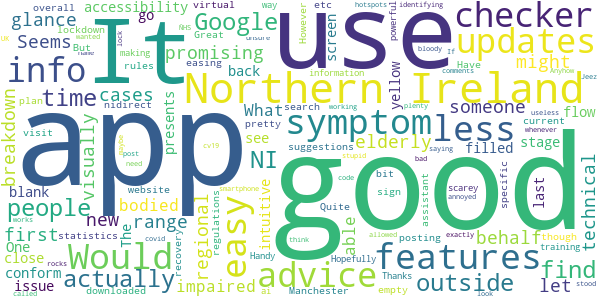 way virtual powerful identifying hotspots
overall accessibility etc However
glance go Google
Seems lockdown But promising
It use checker
updates
info easing back screen might
unsure making rules Great
UK NHS bloody If
breakdown time cases Northern Ireland
lock information comments Anyhow
plan nidirect What search working plenty Jeez
visually presents symptom someone
yellow
app less flow
visit cv19 NI see elderly filled current whenever
blank website pretty suggestions stage
people bodied post need useless saying
new regional easy intuitive able bit last technical
first range smartphone stupid sign assistant scarey bad
One The statistics recovery regulations advice code specific annoyed
close works covid maybe behalf
conform Would features find
issue rocks actually impaired Handy think Quite posting allowed exactly though
downloaded ai Manchester Hopefully empty outside Thanks training let
called look stood
good
wanted